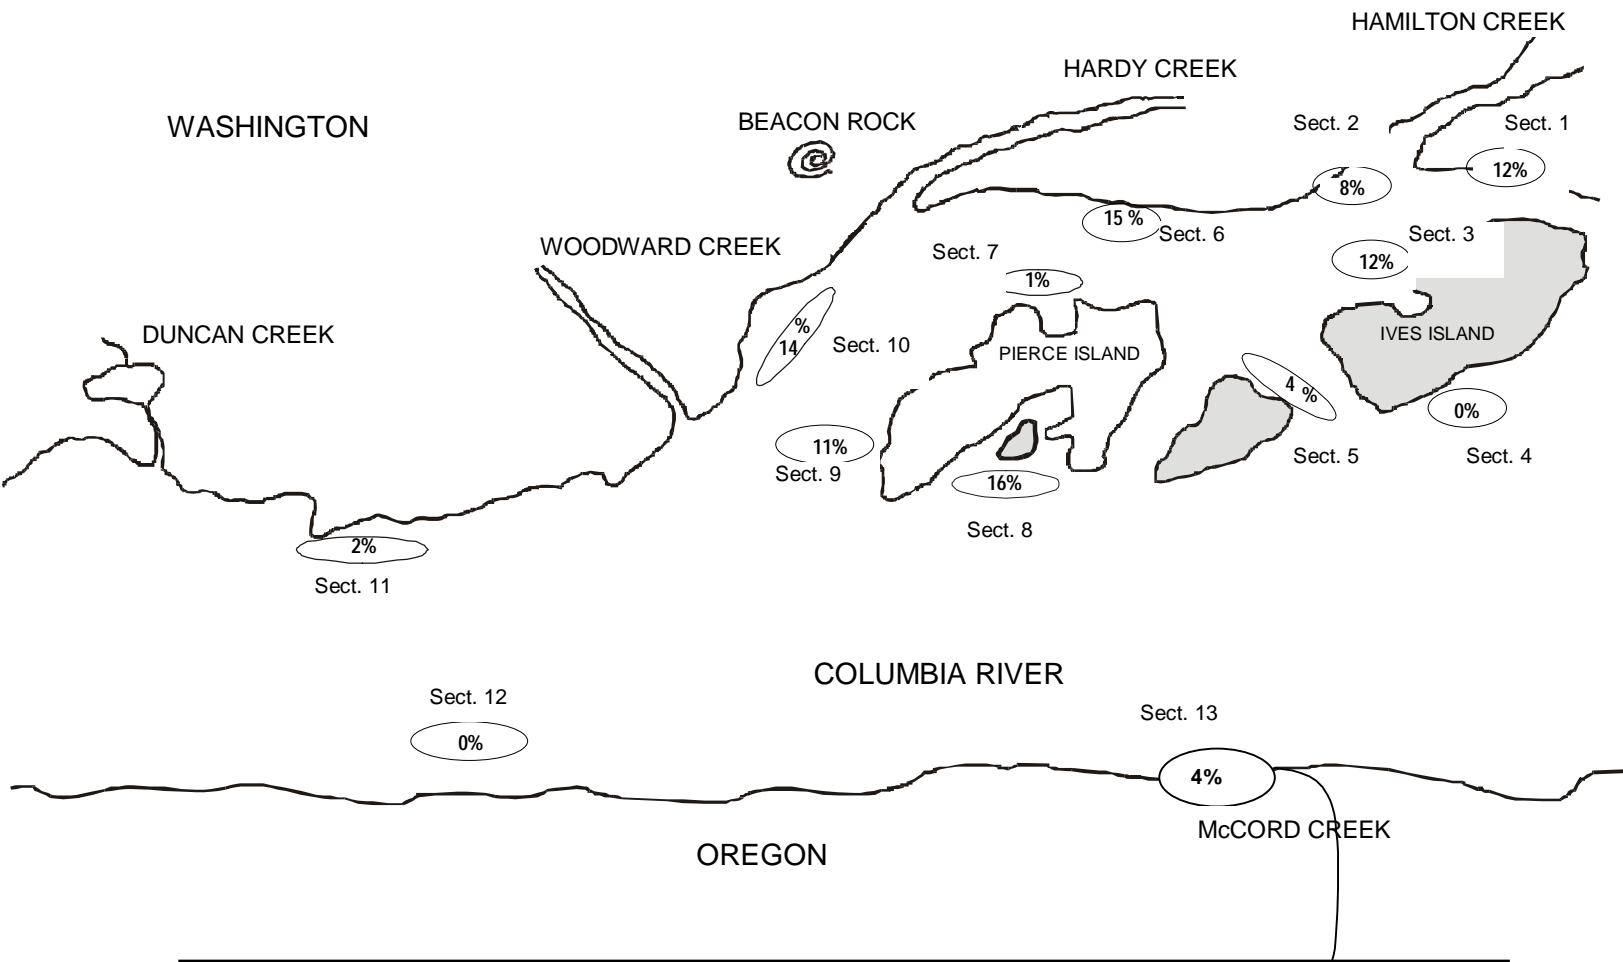 HAMILTON CREEK
HARDY CREEK
WASHINGTON
BEACON ROCK
Sect. 2
Sect. 1
12%
8%
15 %
Sect. 6
Sect. 3
WOODWARD CREEK
Sect. 7
12%
1%
%
14
DUNCAN CREEK
Sect. 10
PIERCE ISLAND
IVES ISLAND
4 %
0%
11%
Sect. 9
Sect. 5
Sect. 4
16%
Sect. 8
2%
Sect. 11
COLUMBIA RIVER
Sect. 12
Sect. 13
0%
4%
McCORD CREEK
OREGON